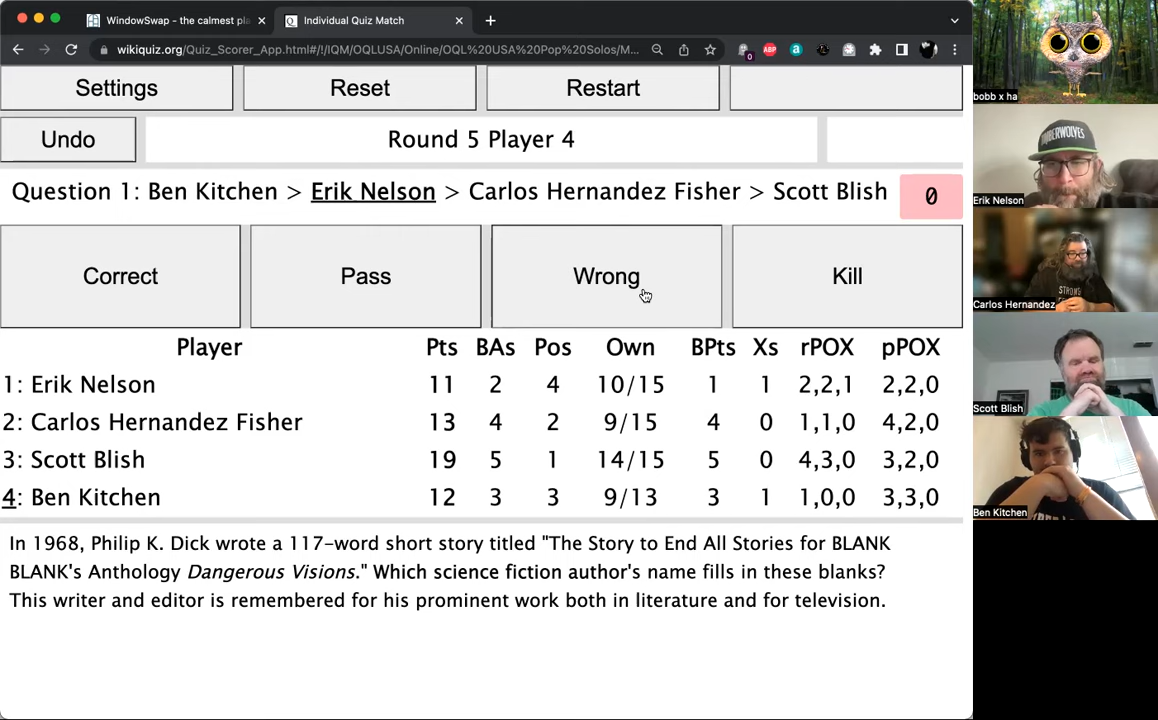 WindowSwap - the calmest pl
Individual Quiz Match
wikiquiz.org/Quiz_Scorer_App.html#!/IQM/OQLUSA/Online/OQL%20USA%20Pop%20Solos/M...
0
ABP
a
Settings
Reset
Restart
Undo
Round 5 Player 4
Question 1: Ben Kitchen > Erik Nelson > Carlos Hernandez Fisher > Scott Blish
0
Correct
Pass
Wrong
Kill
Player Pts BAs Pos Own BPts Xs rPOX pPOX
1: Erik Nelson 11 2 4 10/15 1 1 2,2,1 2,2,0
2: Carlos Hernandez Fisher 13 4 2 9/15 4 0 1,1,0 4,2,0
3: Scott Blish 19 5 1 14/15 5 0 4,3,0 3,2,0
4: Ben Kitchen 12 3 3 9/13 3 1 1,0,0 3,3,0
In 1968, Philip K. Dick wrote a 117-word short story titled "The Story to End All Stories for BLANK
BLANK's Anthology Dangerous Visions." Which science fiction author's name fills in these blanks?
This writer and editor is remembered for his prominent work both in literature and for television.
bobb x ha
Erik Nelson
Carlos Hernandez
STRONG
Scott Blish
Ben Kitchen